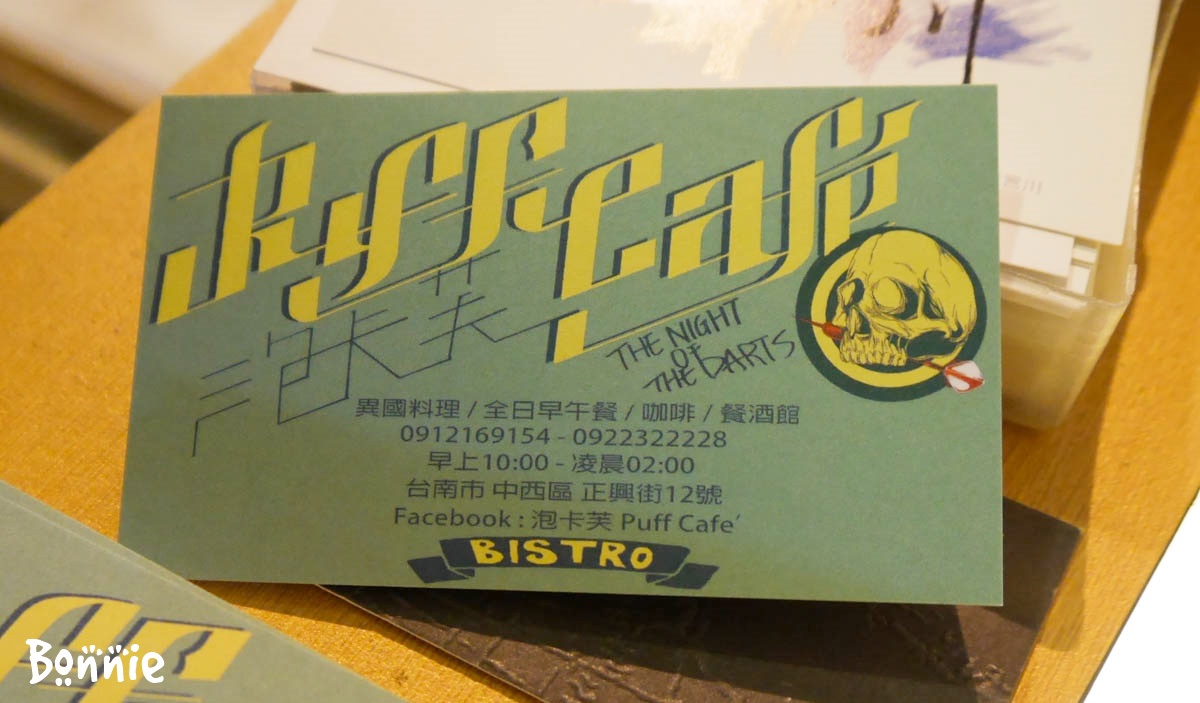 Puff Café
泡卡芙
THE NIGHT
OF
THE DARTS
異國料理 / 全日早午餐 / 咖啡 / 餐酒館
0912169154 - 0922322228
早上10:00 - 凌晨02:00
台南市 中西區 正興街12號
Facebook : 泡卡芙 Puff Cafe′
BISTRO
Bonnie